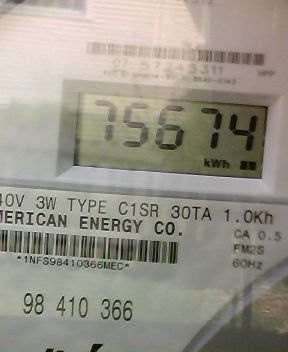 75674
kWh
40V 3W TYPE C1SR 30TA 1.0Kh
MERICAN ENERGY CO.
CA 0.5
FM2S
60HZ
*1NFS98410366MEC*
98 410 366